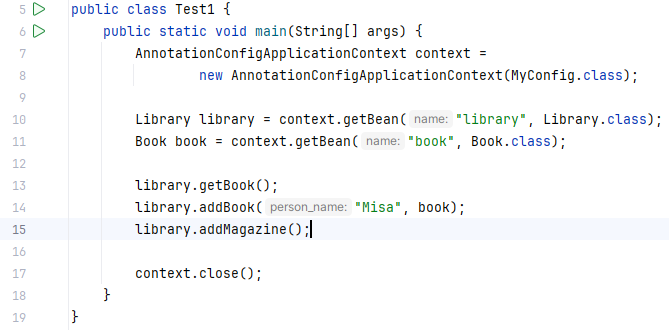 5 public class Test1 {
6 public static void main(String[] args) {
7 AnnotationConfigApplicationContext context =
8 new AnnotationConfigApplicationContext(MyConfig.class);
9
10 Library library = context.getBean( name: "library", Library.class);
11 Book book = context.getBean( name: "book", Book.class);
12
13 library.getBook();
14 library.addBook( person_name: "Misa", book);
15 library.addMagazine();
16
17 context.close();
18 }
19 }